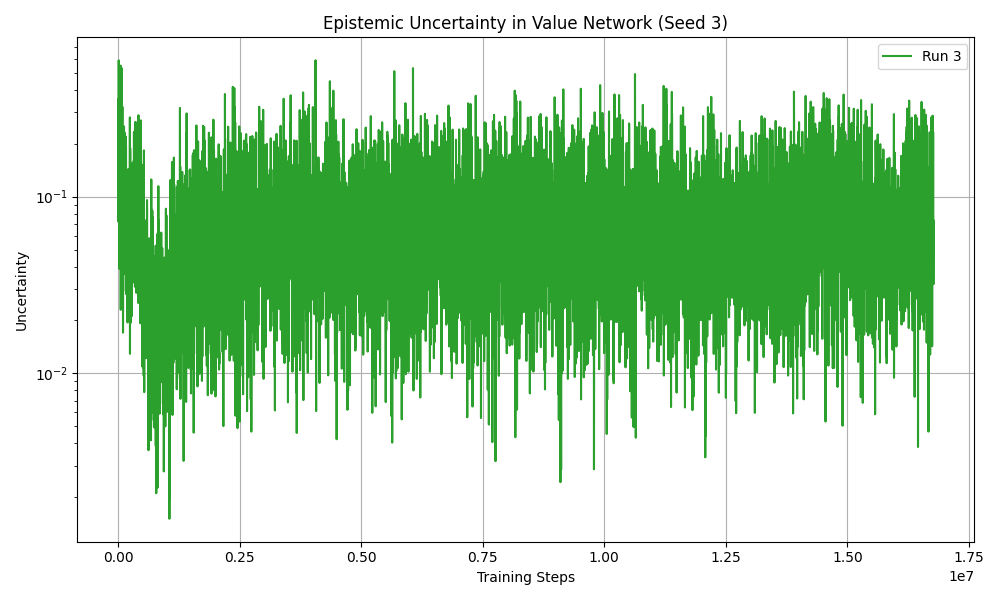 Epistemic Uncertainty in Value Network (Seed 3)
Run 3
10⁻¹
10⁻²
Uncertainty
0.00 0.25 0.50 0.75 1.00 1.25 1.50 1.75
1e7
Training Steps